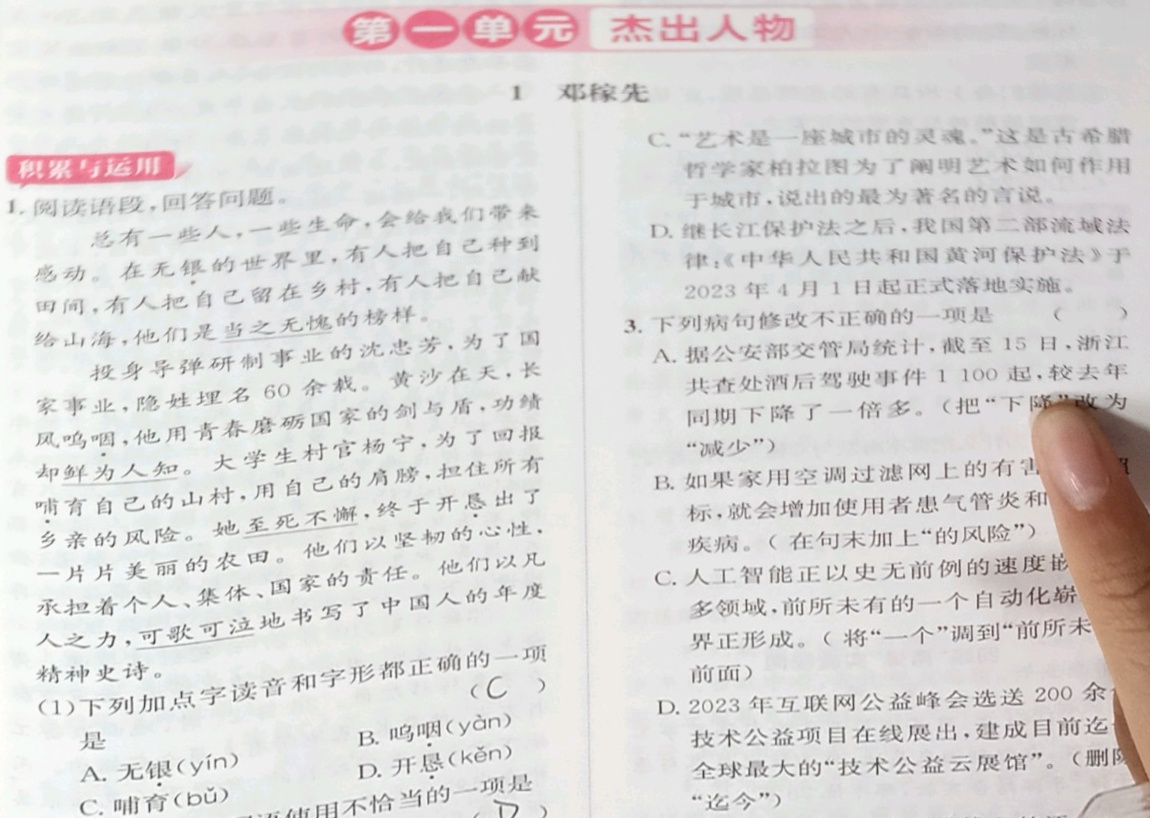 第一单元 杰出人物
1 邓稼先
积累与运用
1. 阅读语段,回答问题。
总有一些人,一些生命,会给我们带来
感动。在无银的世界里,有人把自己种到
田间,有人把自己留在乡村,有人把自己献
给山海,他们是当之无愧的榜样。
投身导弹研制事业的沈忠芳,为了国
家事业,隐姓埋名 60 余载。黄沙在天,长
风呜咽,他用青春磨砺国家的剑与盾,功绩
却鲜为人知。大学生村官杨宁,为了回报
哺育自己的山村,用自己的肩膀,担住所有
乡亲的风险。她至死不懈,终于开恳出了
一片片美丽的农田。他们以坚韧的心性,
承担着个人、集体、国家的责任。他们以凡
人之力,可歌可泣地书写了中国人的年度
精神史诗。
(1)下列加点字读音和字形都正确的一项
是 ( C )
A. 无银(yín) B. 呜咽(yàn)
C. 哺育(bǔ) D. 开恳(kěn)
语使用不恰当的一项是
( D )
C. “艺术是一座城市的灵魂。”这是古希腊
哲学家柏拉图为了阐明艺术如何作用
于城市,说出的最为著名的言说。
D. 继长江保护法之后,我国第二部流域法
律:《中华人民共和国黄河保护法》于
2023 年 4 月 1 日起正式落地实施。
3. 下列病句修改不正确的一项是 ( )
A. 据公安部交管局统计,截至 15 日,浙江
共查处酒后驾驶事件 1 100 起,较去年
同期下降了一倍多。(把“下降”改为
“减少”)
B. 如果家用空调过滤网上的有害
标,就会增加使用者患气管炎和
疾病。( 在句末加上“的风险”)
C. 人工智能正以史无前例的速度
多领域,前所未有的一个自动化崭
界正形成。( 将“一个”调到“前所未
前面)
D. 2023 年互联网公益峰会选送 200 余
技术公益项目在线展出,建成目前迄
全球最大的“技术公益云展馆”。(删
“迄今”)